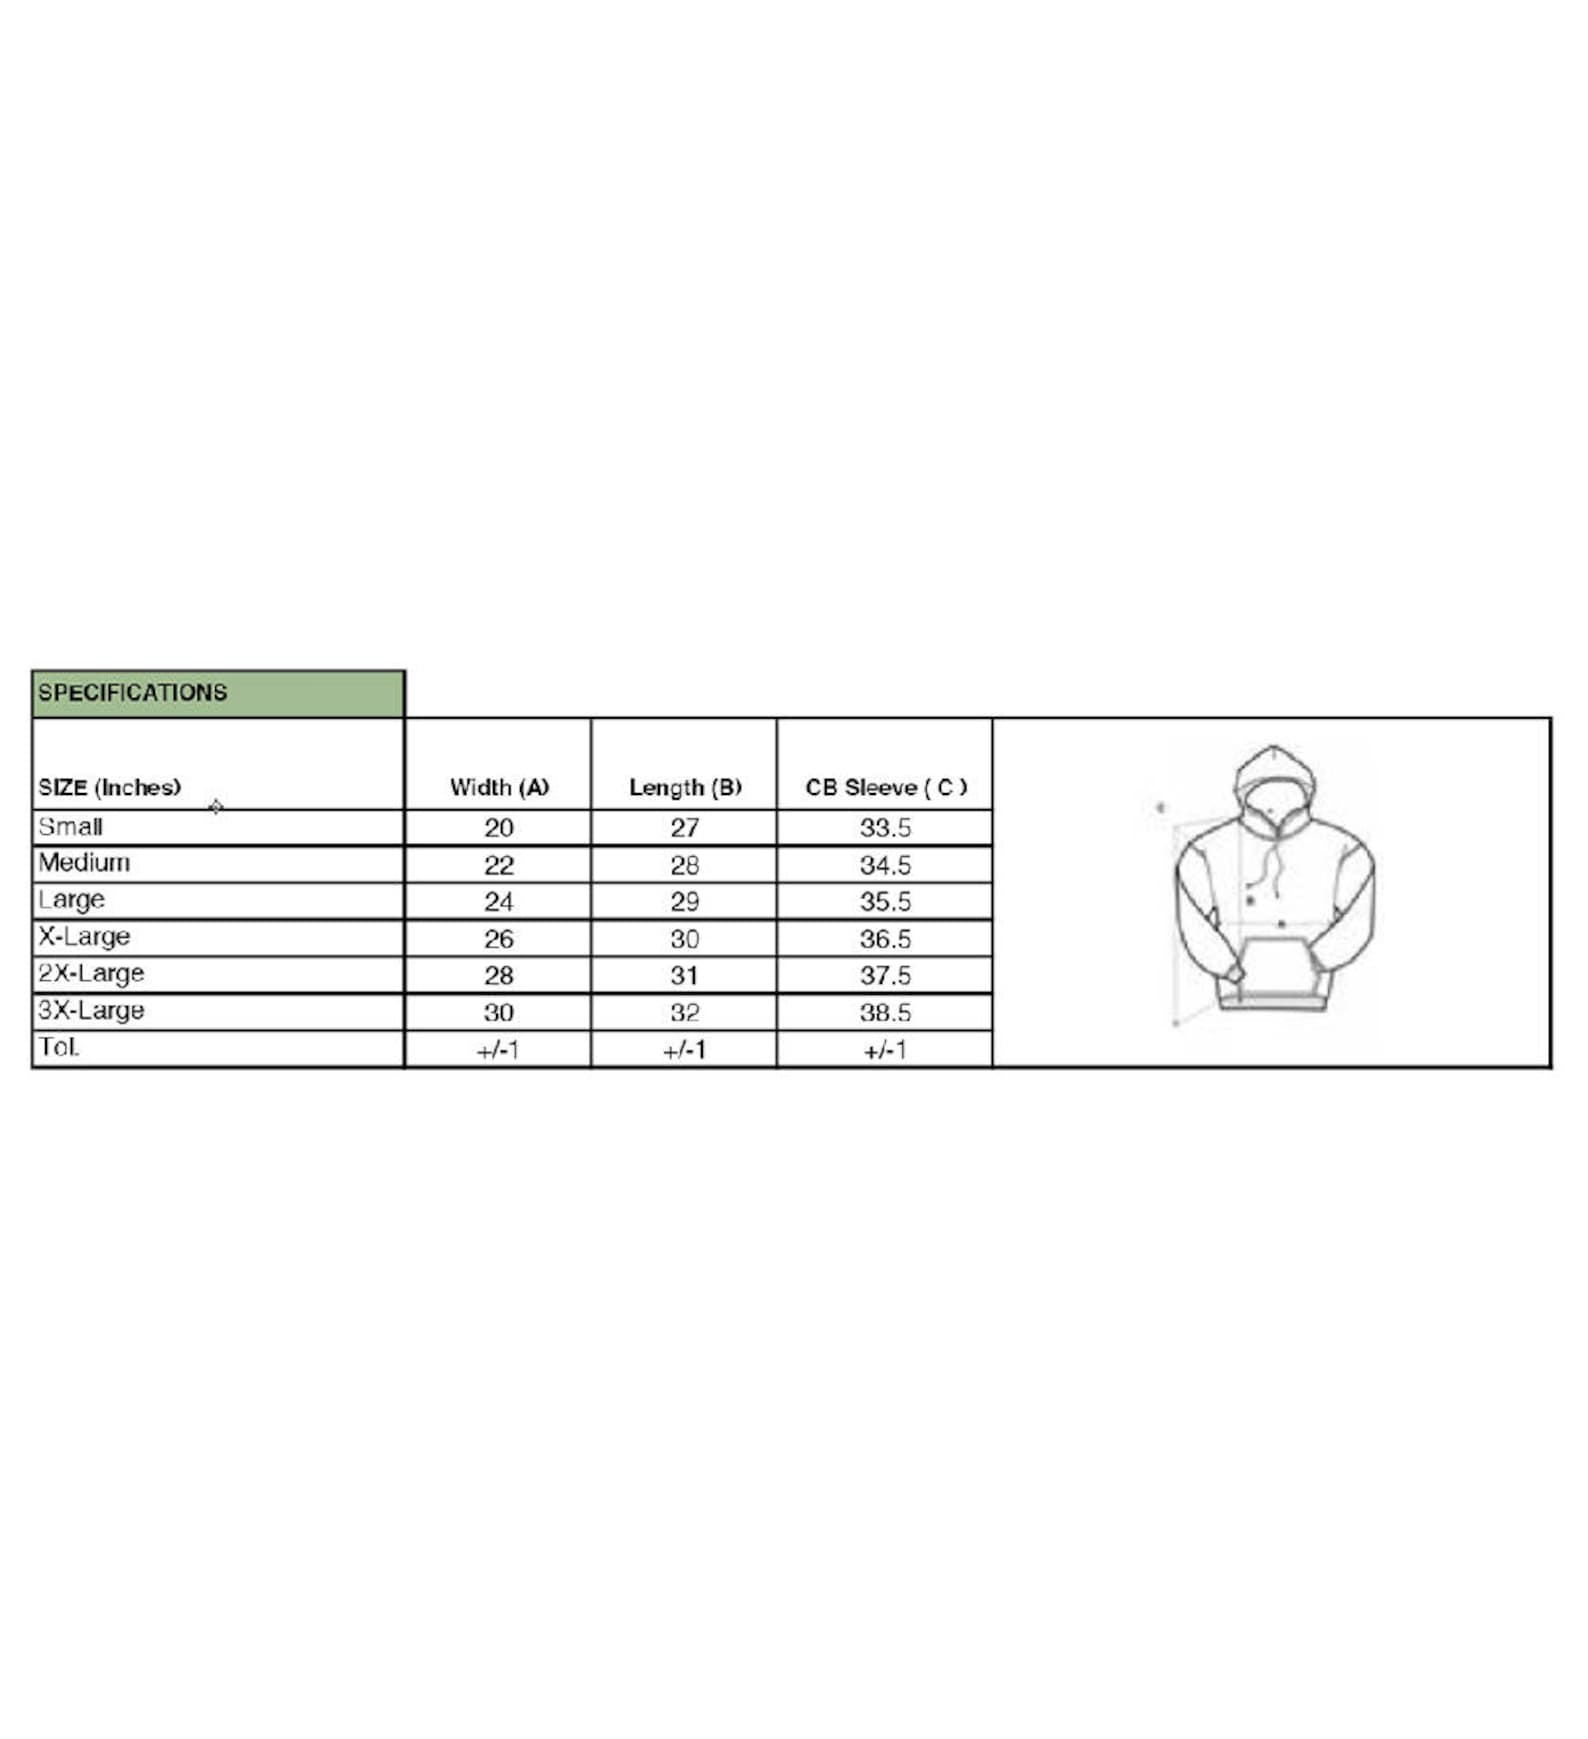 SPECIFICATIONS
SIZE (Inches) Width (A) Length (B) CB Sleeve ( C )
Small 20 27 33.5
Medium 22 28 34.5
Large 24 29 35.5
X-Large 26 30 36.5
2X-Large 28 31 37.5
3X-Large 30 32 38.5
Tol. +/-1 +/-1 +/-1